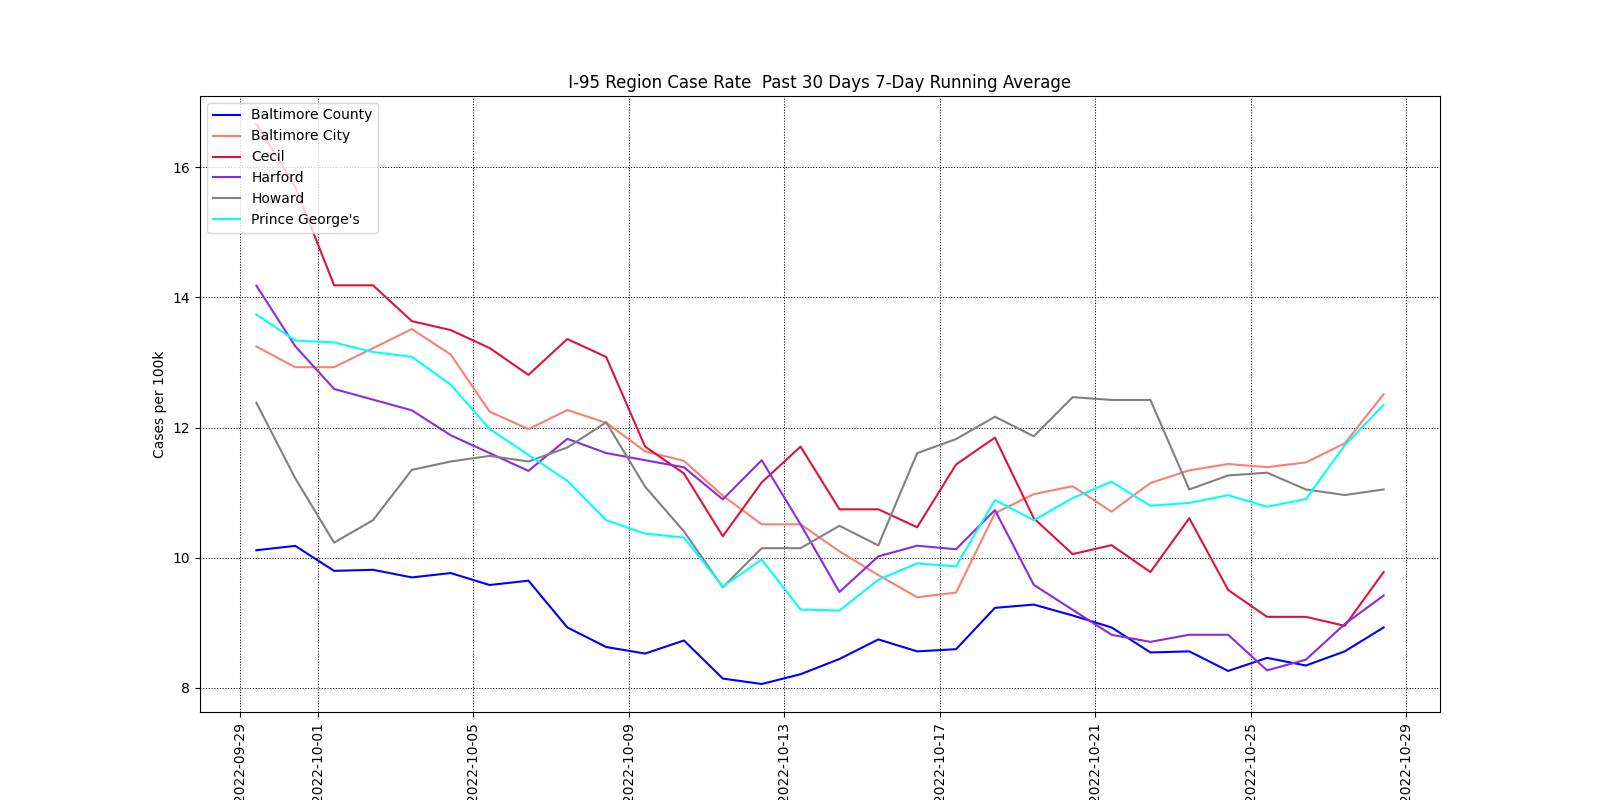 I-95 Region Case Rate  Past 30 Days 7-Day Running Average
Baltimore County
Baltimore City
Cecil
Harford
Howard
Prince George's
Cases per 100k
16
14
12
10
8
2022-09-29
2022-10-01
2022-10-05
2022-10-09
2022-10-13
2022-10-17
2022-10-21
2022-10-25
2022-10-29